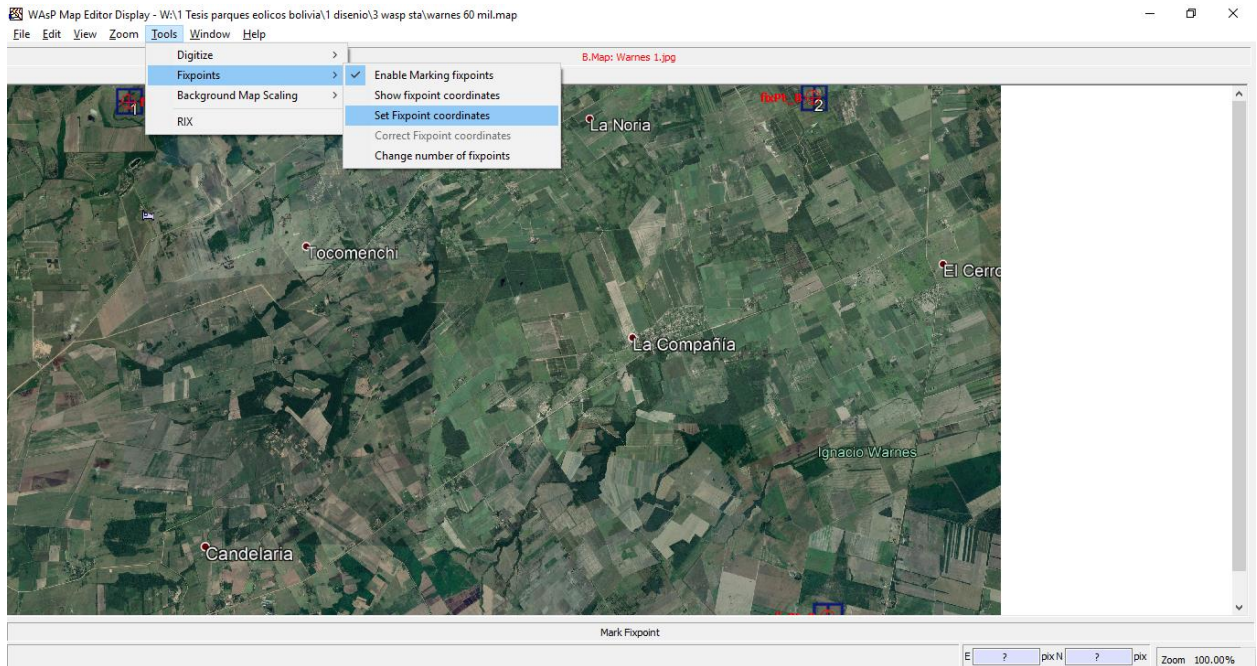 WAsP Map Editor Display - W:\1 Tesis parques eolicos bolivia\1 disenio\3 wasp sta\warnes 60 mil.map
File Edit View Zoom Tools Window Help
Digitize
Fixpoints
Background Map Scaling
RIX
Enable Marking fixpoints
Show fixpoint coordinates
Set Fixpoint coordinates
Correct Fixpoint coordinates
Change number of fixpoints
B.Map: Warnes 1.jpg
1
2
La Noria
Tocomenchi
El Cerro
La Compañía
Ignacio Warnes
Candelaria
Mark Fixpoint
E ? pix N ? pix Zoom 100.00%